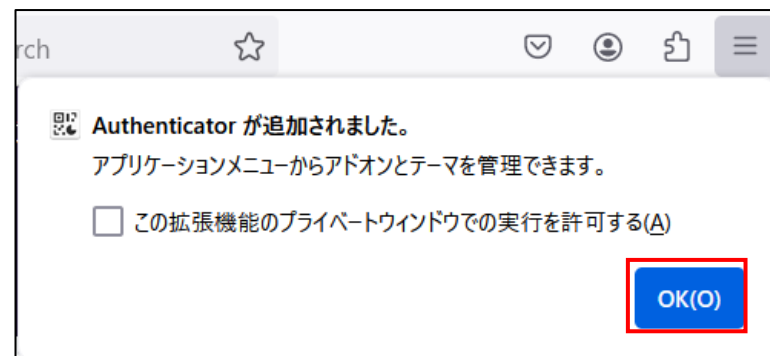 rch
Authenticator が追加されました。
アプリケーションメニューからアドオンとテーマを管理できます。
この拡張機能のプライベートウィンドウでの実行を許可する(A)
OK(O)